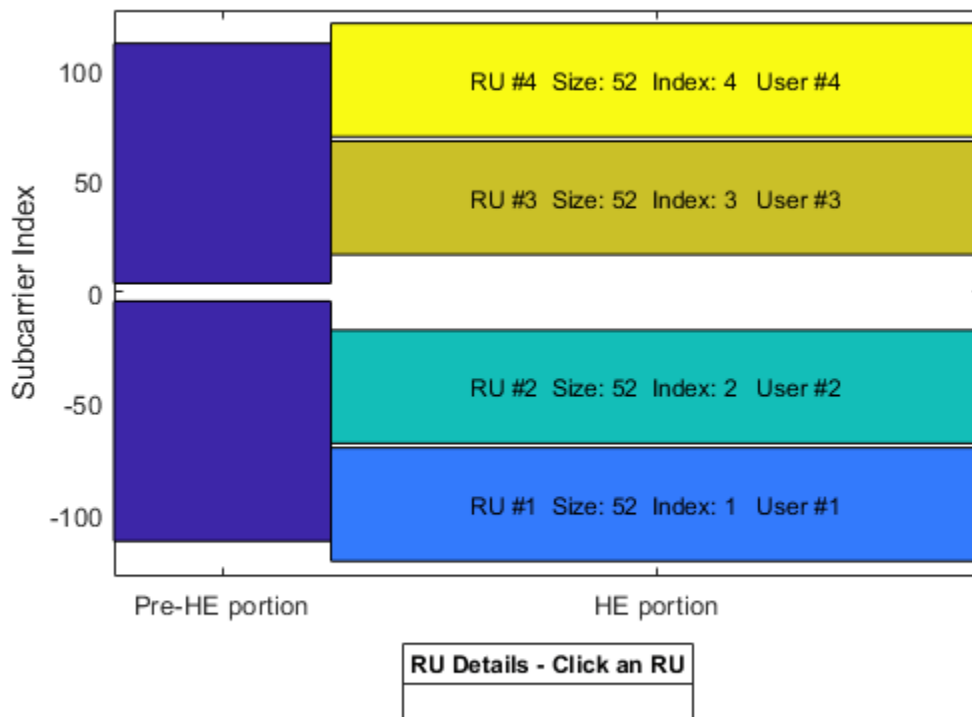 100
RU #4 Size: 52 Index: 4 User #4
50
RU #3 Size: 52 Index: 3 User #3
Subcarrier Index
0
RU #2 Size: 52 Index: 2 User #2
-50
-100
RU #1 Size: 52 Index: 1 User #1
Pre-HE portion
HE portion
RU Details - Click an RU